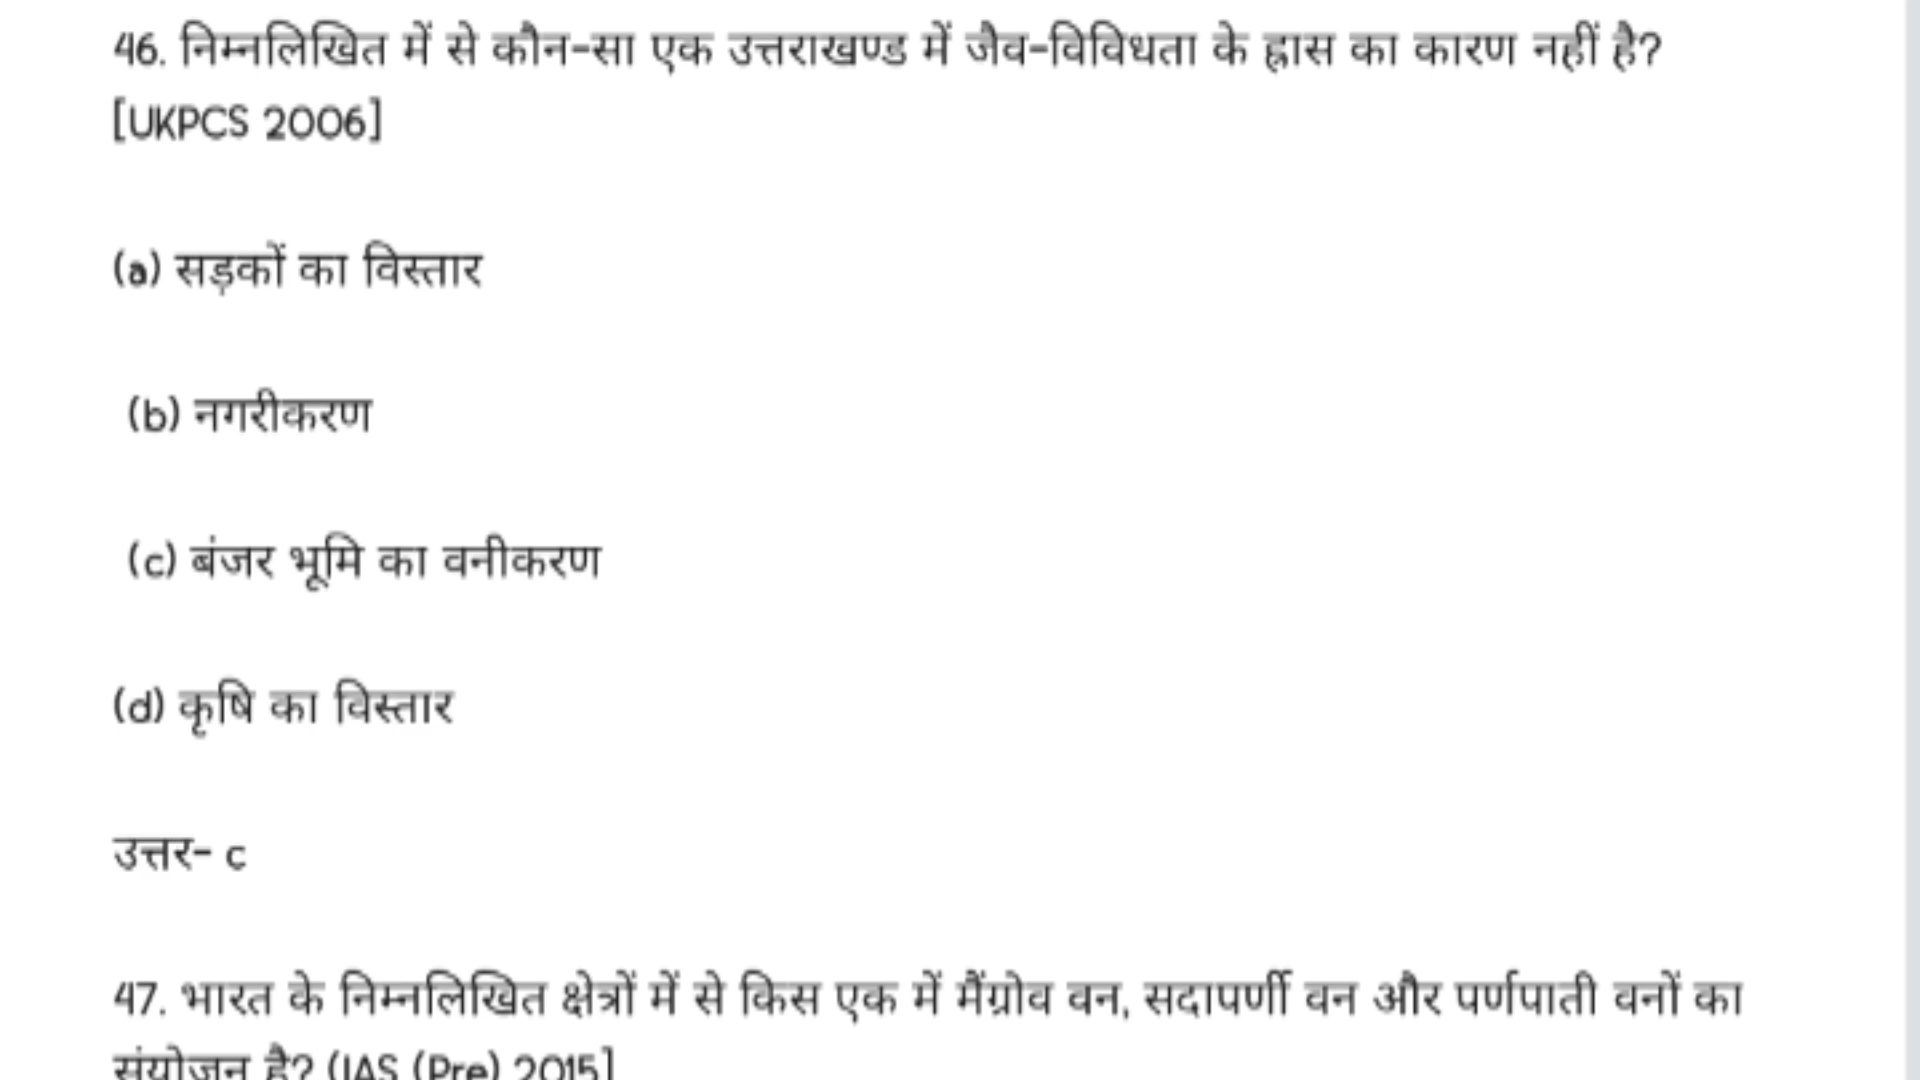 46. निम्नलिखित में से कौन-सा एक उत्तराखण्ड में जैव-विविधता के ह्रास का कारण नहीं है?
[UKPCS 2006]
(a) सड़कों का विस्तार
(b) नगरीकरण
(c) बंजर भूमि का वनीकरण
(d) कृषि का विस्तार
उत्तर- c
47. भारत के निम्नलिखित क्षेत्रों में से किस एक में मैंग्रोव वन, सदापर्णी वन और पर्णपाती वनों का
संयोजन है? (IAS (Pre) 2015]